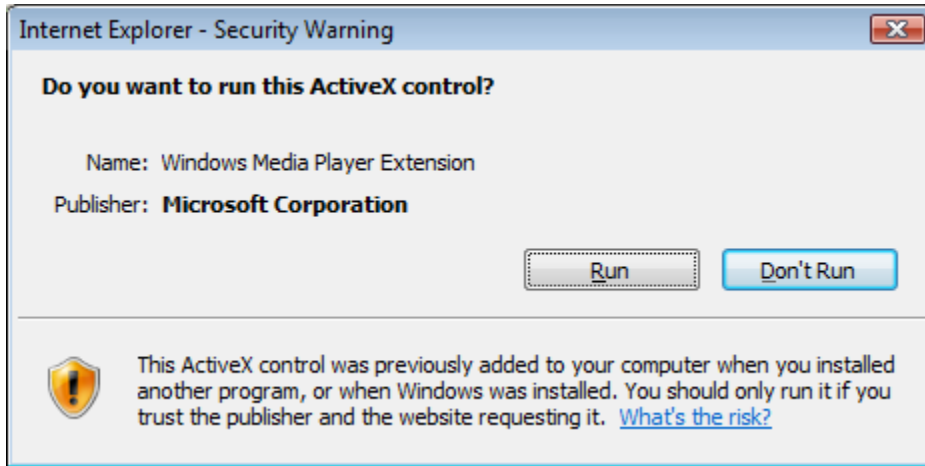 Internet Explorer - Security Warning
Do you want to run this ActiveX control?
Name: Windows Media Player Extension
Publisher: Microsoft Corporation
Run Don't Run
This ActiveX control was previously added to your computer when you installed
another program, or when Windows was installed. You should only run it if you
trust the publisher and the website requesting it. What's the risk?